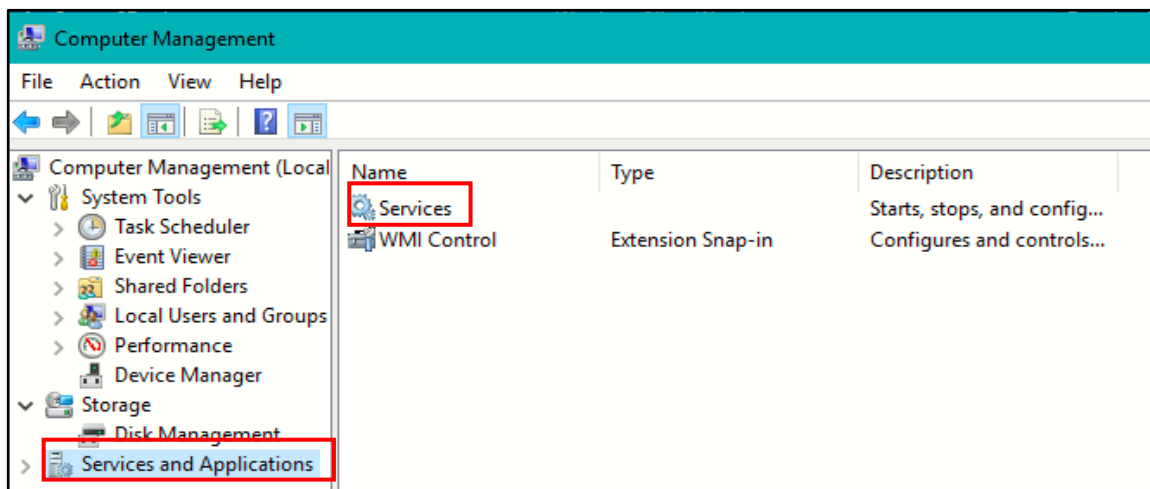 Computer Management
File Action View Help
Computer Management (Local
System Tools
Task Scheduler
Event Viewer
Shared Folders
Local Users and Groups
Performance
Device Manager
Storage
Disk Management
Services and Applications
Name Type Description
Services Starts, stops, and config...
WMI Control Extension Snap-in Configures and controls...